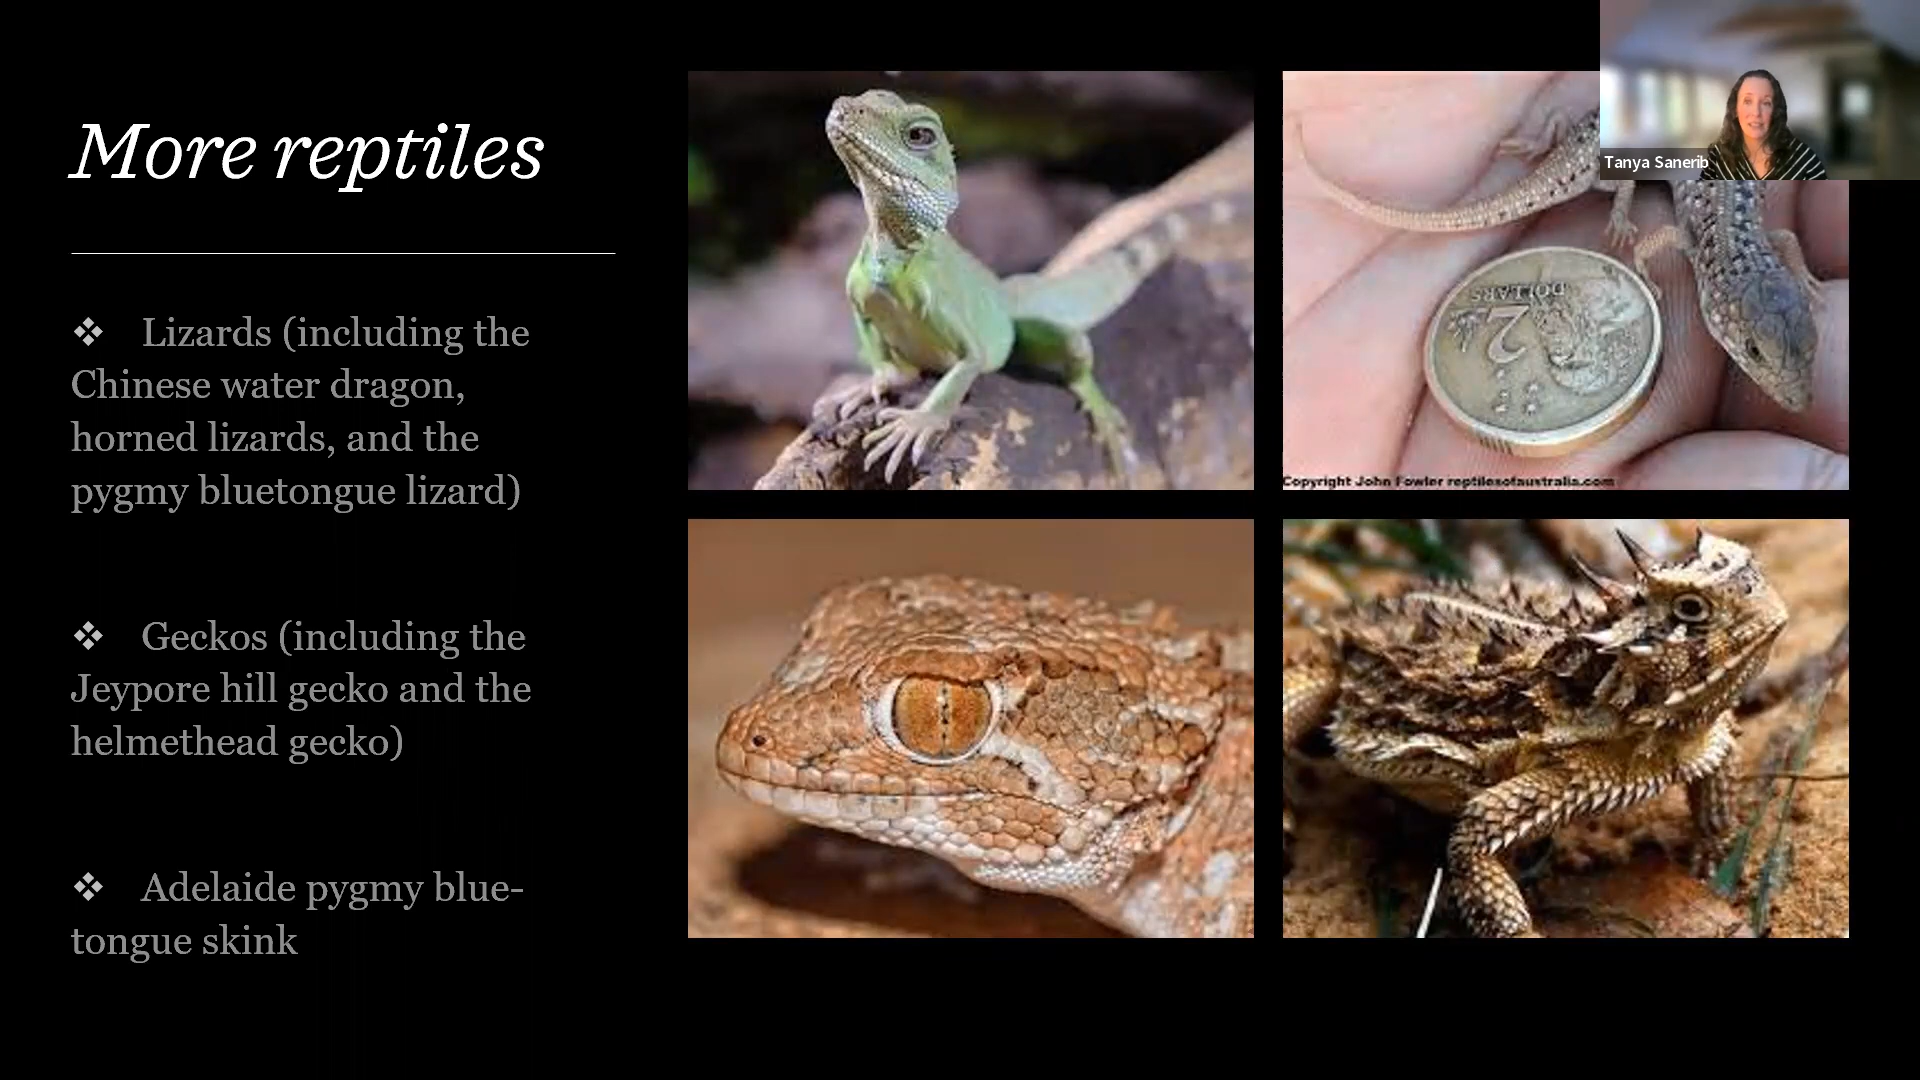 More reptiles
❖ Lizards (including the
Chinese water dragon,
horned lizards, and the
pygmy bluetongue lizard)
❖ Geckos (including the
Jeypore hill gecko and the
helmethead gecko)
❖ Adelaide pygmy blue-
tongue skink
DOLLARS
2
Copyright John Fowler reptilesofaustralia.com
Tanya Sanerib